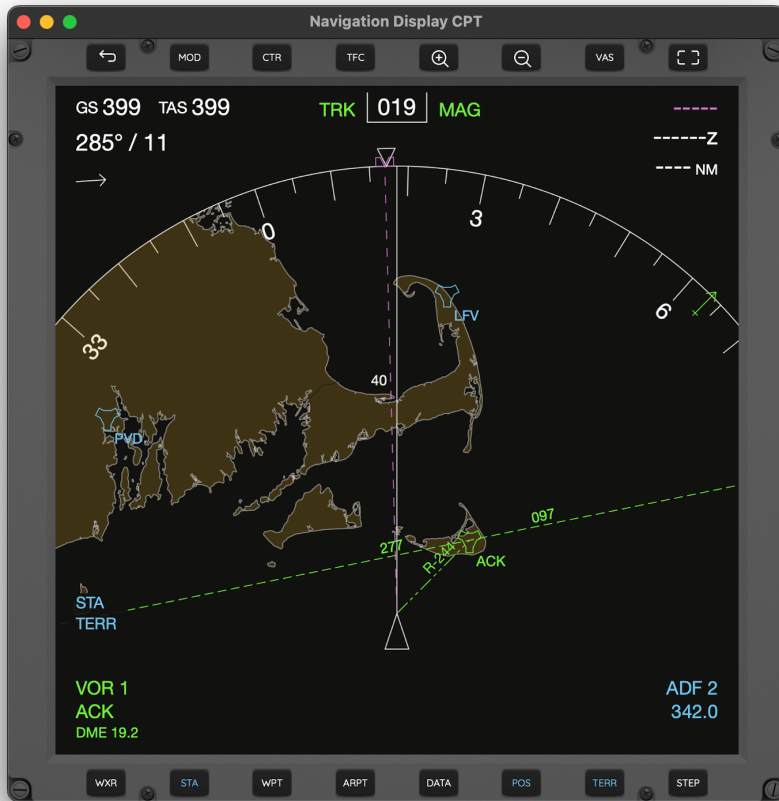 Navigation Display CPT
MOD CTR TFC VAS
GS 399 TAS 399 TRK 019 MAG -----
285° / 11 ------Z
---- NM
0 3
33 6
LFV
40
PVD
097
277
R-244
ACK
STA
TERR
VOR 1 ADF 2
ACK 342.0
DME 19.2
WXR STA WPT ARPT DATA POS TERR STEP